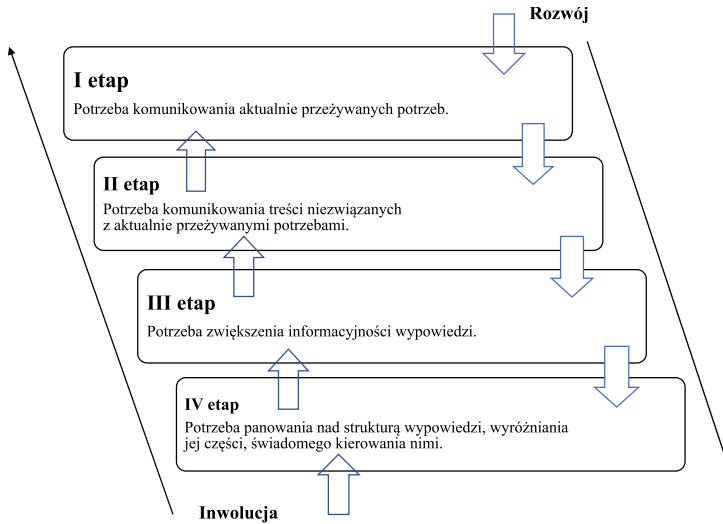 Rozwój
I etap
Potrzeba komunikowania aktualnie przeżywanych potrzeb.
II etap
Potrzeba komunikowania treści niezwiązanych
z aktualnie przeżywanymi potrzebami.
III etap
Potrzeba zwiększenia informacyjności wypowiedzi.
IV etap
Potrzeba panowania nad strukturą wypowiedzi, wyróżniania
jej części, świadomego kierowania nimi.
Inwolucja